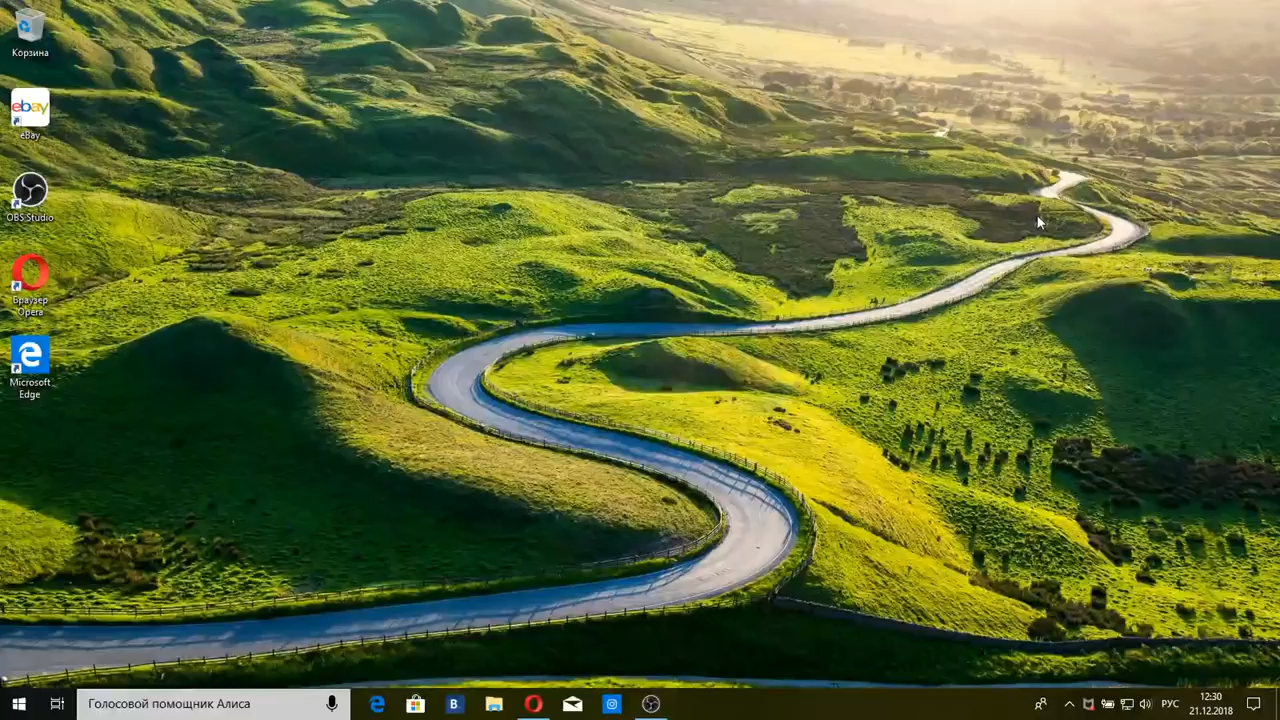 Корзина
ebay
eBay
OBS Studio
Браузер
Opera
Microsoft
Edge
Голосовой помощник Алиса
B
РУС
12:30
21.12.2018